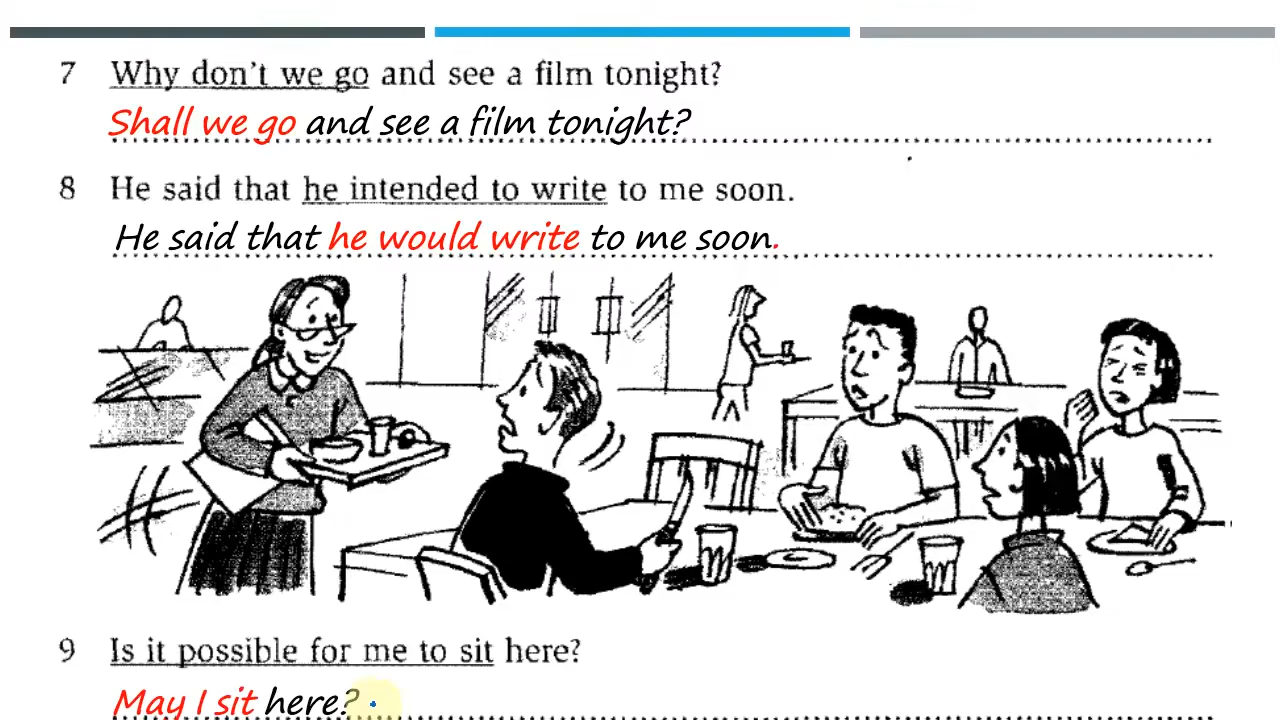 7 Why don't we go and see a film tonight?
Shall we go and see a film tonight?
8 He said that he intended to write to me soon.
He said that he would write to me soon.
9 Is it possible for me to sit here?
May I sit here?